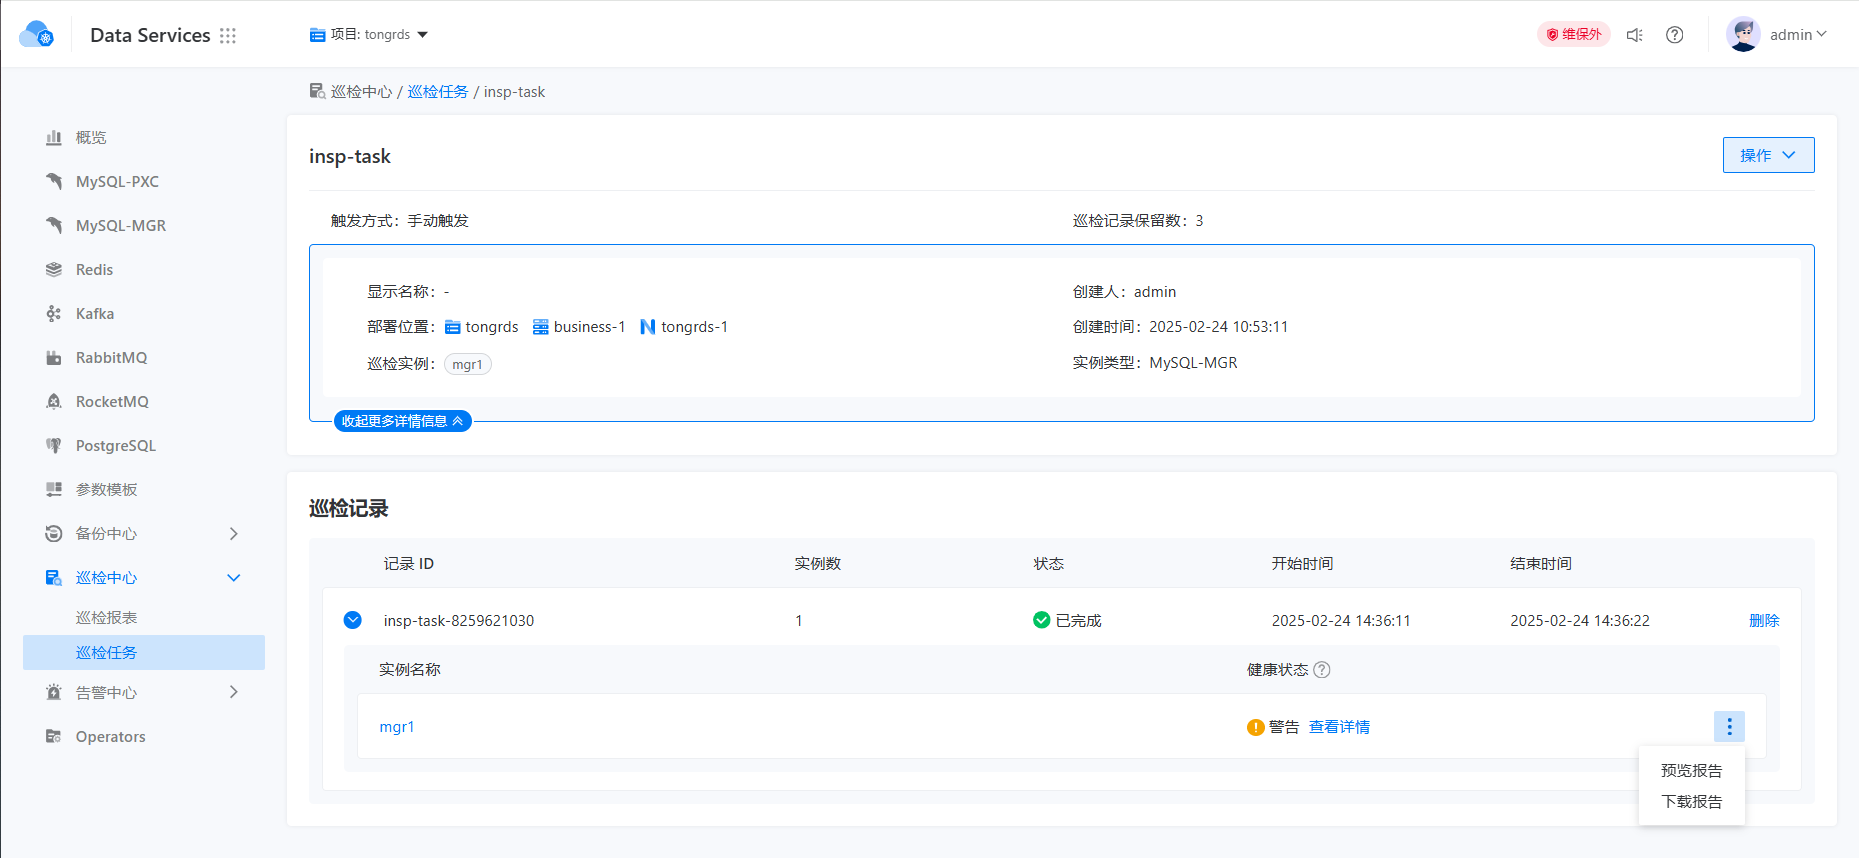 Data Services
项目: tongrds
维保外
admin
巡检中心 / 巡检任务 / insp-task
概览
MySQL-PXC
MySQL-MGR
Redis
Kafka
RabbitMQ
RocketMQ
PostgreSQL
参数模板
备份中心
巡检中心
巡检报表
巡检任务
告警中心
Operators
insp-task
操作
触发方式：手动触发
巡检记录保留数：3
显示名称：-
创建人：admin
部署位置：tongrds business-1 tongrds-1
创建时间：2025-02-24 10:53:11
巡检实例：mgr1
实例类型：MySQL-MGR
收起更多详情信息
巡检记录
记录 ID 实例数 状态 开始时间 结束时间
insp-task-8259621030 1 已完成 2025-02-24 14:36:11 2025-02-24 14:36:22 删除
实例名称 健康状态
mgr1 警告 查看详情
预览报告
下载报告